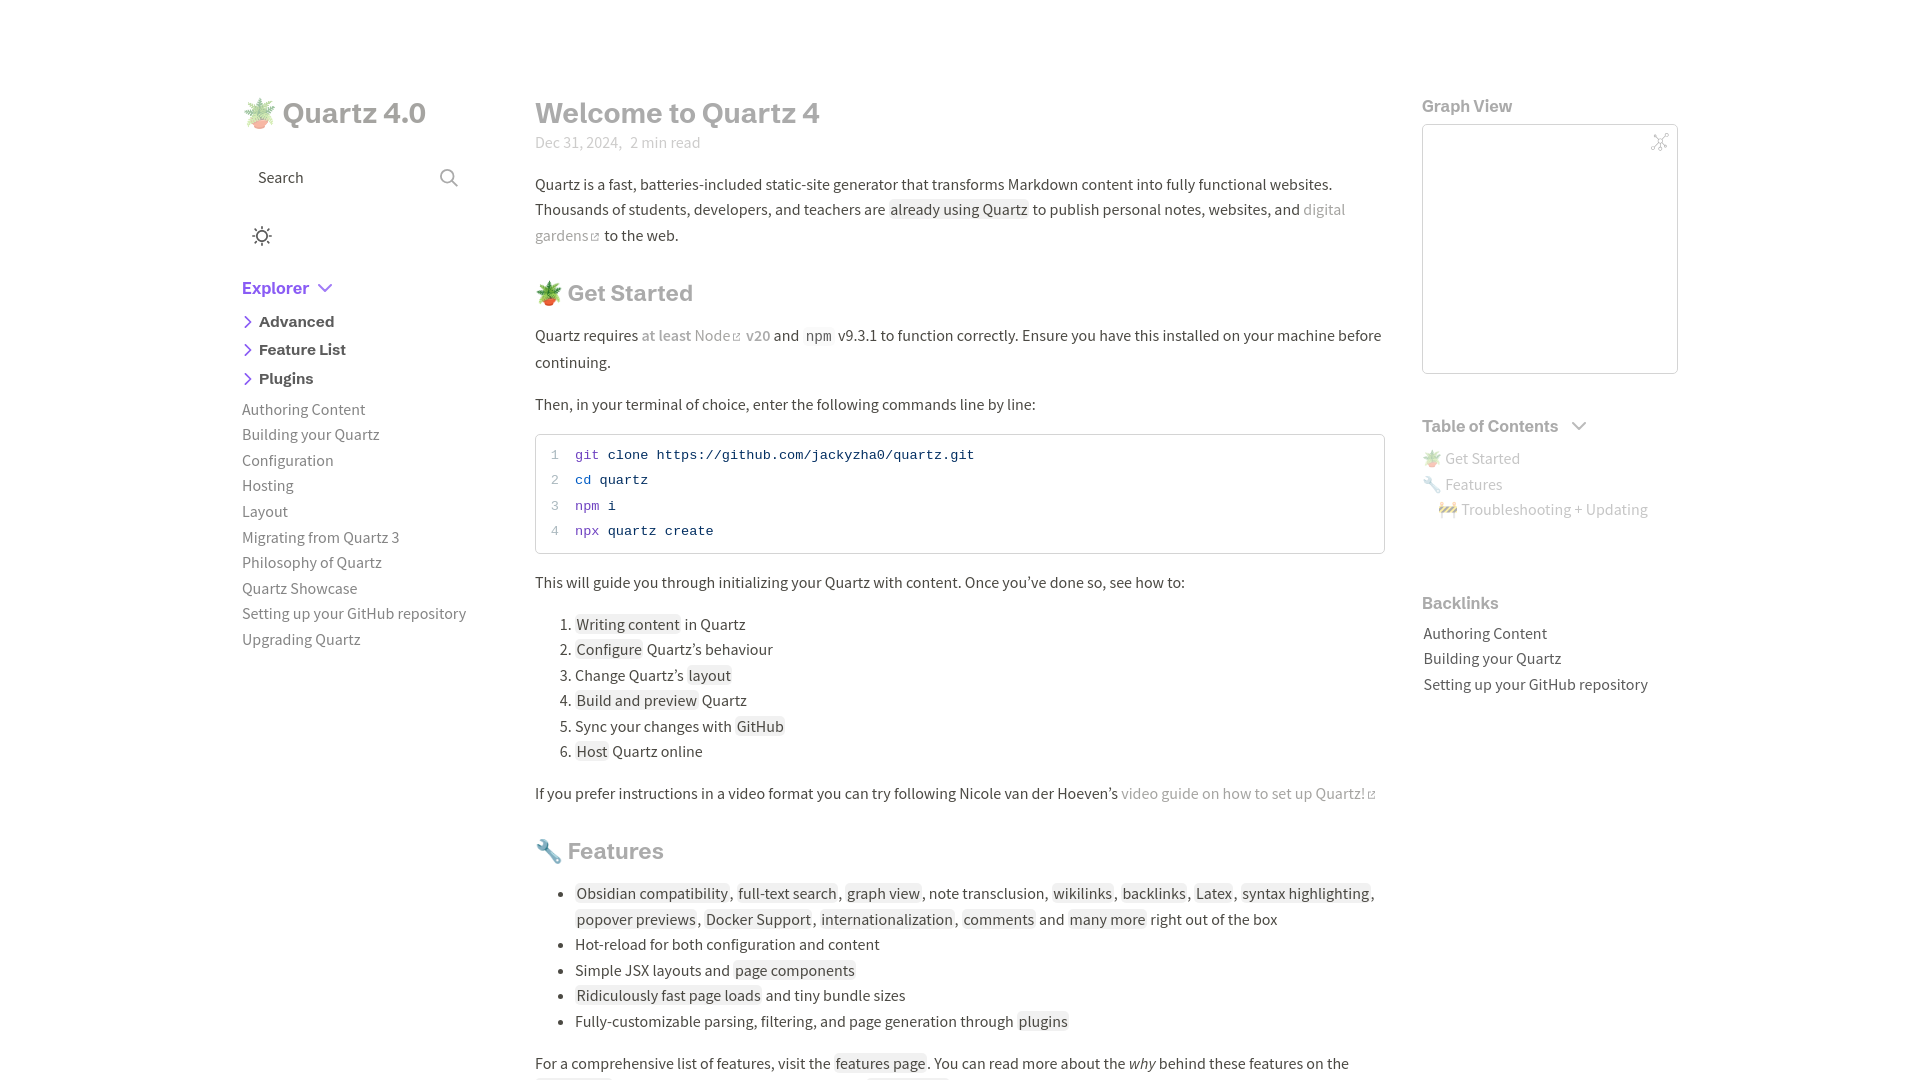 🪴 Quartz 4.0
Search
Explorer
Advanced
Feature List
Plugins
Authoring Content
Building your Quartz
Configuration
Hosting
Layout
Migrating from Quartz 3
Philosophy of Quartz
Quartz Showcase
Setting up your GitHub repository
Upgrading Quartz
Welcome to Quartz 4
Dec 31, 2024, 2 min read
Quartz is a fast, batteries-included static-site generator that transforms Markdown content into fully functional websites.
Thousands of students, developers, and teachers are already using Quartz to publish personal notes, websites, and digital
gardens to the web.
🪴 Get Started
Quartz requires at least Node v20 and npm v9.3.1 to function correctly. Ensure you have this installed on your machine before
continuing.
Then, in your terminal of choice, enter the following commands line by line:
1 git clone https://github.com/jackyzha0/quartz.git
2 cd quartz
3 npm i
4 npx quartz create
This will guide you through initializing your Quartz with content. Once you’ve done so, see how to:
1. Writing content in Quartz
2. Configure Quartz’s behaviour
3. Change Quartz’s layout
4. Build and preview Quartz
5. Sync your changes with GitHub
6. Host Quartz online
If you prefer instructions in a video format you can try following Nicole van der Hoeven’s video guide on how to set up Quartz!
🔧 Features
• Obsidian compatibility, full-text search, graph view, note transclusion, wikilinks, backlinks, Latex, syntax highlighting,
popover previews, Docker Support, internationalization, comments and many more right out of the box
• Hot-reload for both configuration and content
• Simple JSX layouts and page components
• Ridiculously fast page loads and tiny bundle sizes
• Fully-customizable parsing, filtering, and page generation through plugins
For a comprehensive list of features, visit the features page. You can read more about the why behind these features on the
Graph View
Table of Contents
🪴 Get Started
🔧 Features
🚧 Troubleshooting + Updating
Backlinks
Authoring Content
Building your Quartz
Setting up your GitHub repository